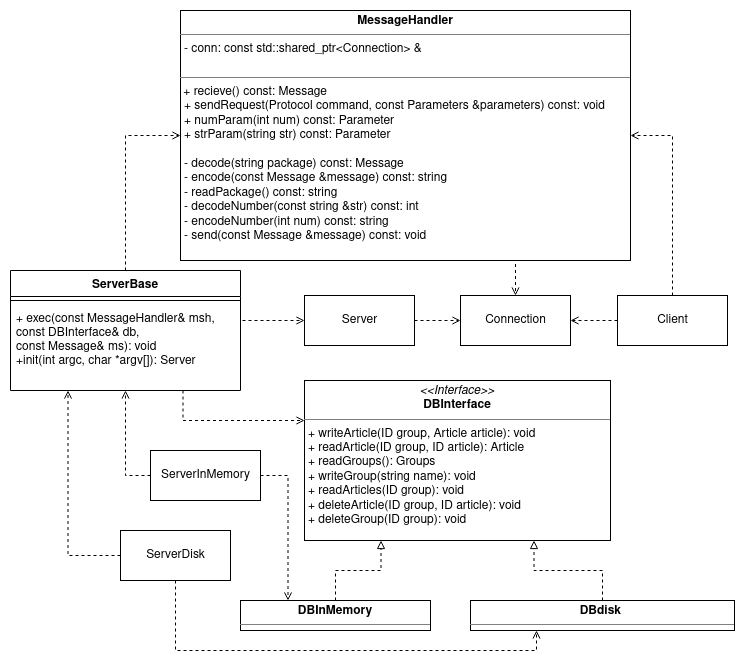 MessageHandler
- conn: const std::shared_ptr<Connection> &
+ recieve() const: Message
+ sendRequest(Protocol command, const Parameters &parameters) const: void
+ numParam(int num) const: Parameter
+ strParam(string str) const: Parameter
- decode(string package) const: Message
- encode(const Message &message) const: string
- readPackage() const: string
- decodeNumber(const string &str) const: int
- encodeNumber(int num) const: string
- send(const Message &message) const: void
ServerBase
+ exec(const MessageHandler& msh,
const DBInterface& db,
const Message& ms): void
+init(int argc, char *argv[]): Server
Server
Connection
Client
<<Interface>>
DBInterface
+ writeArticle(ID group, Article article): void
+ readArticle(ID group, ID article): Article
+ readGroups(): Groups
+ writeGroup(string name): void
+ readArticles(ID group): void
+ deleteArticle(ID group, ID article): void
+ deleteGroup(ID group): void
ServerInMemory
ServerDisk
DBInMemory
DBdisk